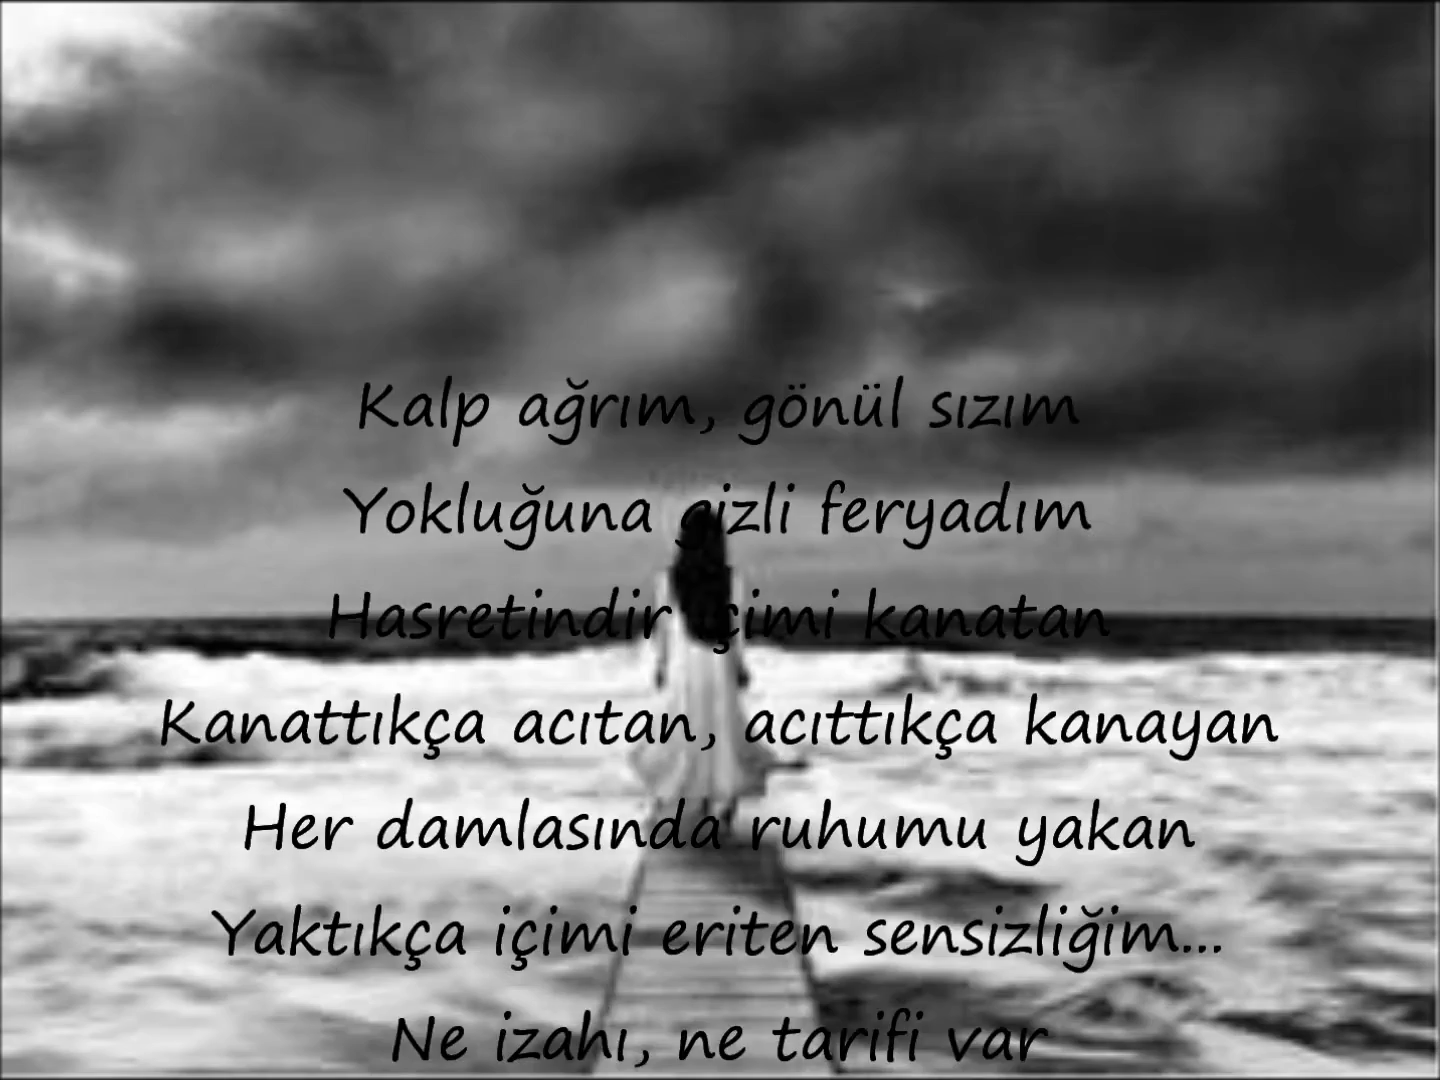 Kalp ağrım, gönül sızım
Yokluğuna gizli feryadım
Hasretindir içimi kanatan
Kanattıkça acıtan, acıttıkça kanayan
Her damlasında ruhumu yakan
Yaktıkça içimi eriten sensizliğim...
Ne izahı, ne tarifi var